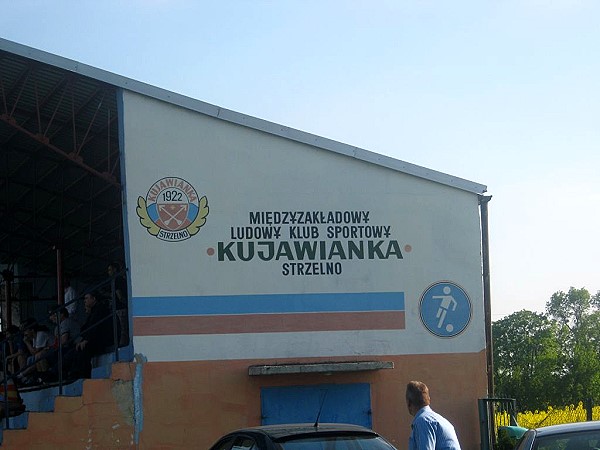 KUJAWIANKA
1922
STRZELNO
MIĘDZYZAKŁADOWY
LUDOWY KLUB SPORTOWY
•KUJAWIANKA•
STRZELNO